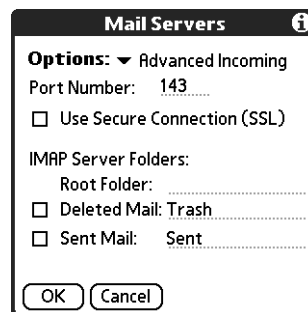 Mail Servers
Options: Advanced Incoming
Port Number: 143
Use Secure Connection (SSL)
IMAP Server Folders:
Root Folder:
Deleted Mail: Trash
Sent Mail: Sent
OK Cancel